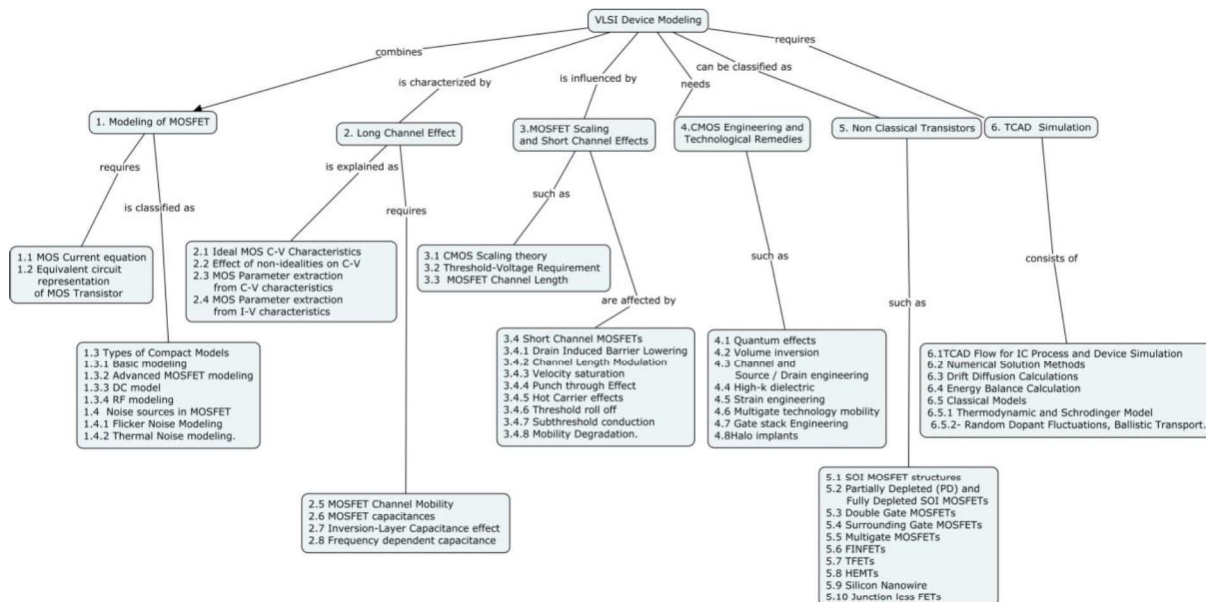 VLSI Device Modeling
combines
is characterized by
is influenced by
needs
can be classified as
requires
1. Modeling of MOSFET
2. Long Channel Effect
3.MOSFET Scaling
and Short Channel Effects
4.CMOS Engineering and
Technological Remedies
5. Non Classical Transistors
6. TCAD Simulation
requires
is classified as
is explained as
requires
such as
are affected by
such as
such as
consists of
1.1 MOS Current equation
1.2 Equivalent circuit
representation
of MOS Transistor
2.1 Ideal MOS C-V Characteristics
2.2 Effect of non-idealities on C-V
2.3 MOS Parameter extraction
from C-V characteristics
2.4 MOS Parameter extraction
from I-V characteristics
3.1 CMOS Scaling theory
3.2 Threshold-Voltage Requirement
3.3 MOSFET Channel Length
1.3 Types of Compact Models
1.3.1 Basic modeling
1.3.2 Advanced MOSFET modeling
1.3.3 DC model
1.3.4 RF modeling
1.4 Noise sources in MOSFET
1.4.1 Flicker Noise Modeling
1.4.2 Thermal Noise modeling.
3.4 Short Channel MOSFETs
3.4.1 Drain Induced Barrier Lowering
3.4.2 Channel Length Modulation
3.4.3 Velocity saturation
3.4.4 Punch through Effect
3.4.5 Hot Carrier effects
3.4.6 Threshold roll off
3.4.7 Subthreshold conduction
3.4.8 Mobility Degradation.
4.1 Quantum effects
4.2 Volume inversion
4.3 Channel and
Source / Drain engineering
4.4 High-k dielectric
4.5 Strain engineering
4.6 Multigate technology mobility
4.7 Gate stack Engineering
4.8Halo implants
6.1TCAD Flow for IC Process and Device Simulation
6.2 Numerical Solution Methods
6.3 Drift Diffusion Calculations
6.4 Energy Balance Calculation
6.5 Classical Models
6.5.1 Thermodynamic and Schrodinger Model
6.5.2- Random Dopant Fluctuations, Ballistic Transport.
2.5 MOSFET Channel Mobility
2.6 MOSFET capacitances
2.7 Inversion-Layer Capacitance effect
2.8 Frequency dependent capacitance
5.1 SOI MOSFET structures
5.2 Partially Depleted (PD) and
Fully Depleted SOI MOSFETs
5.3 Double Gate MOSFETs
5.4 Surrounding Gate MOSFETs
5.5 Multigate MOSFETs
5.6 FINFETs
5.7 TFETs
5.8 HEMTs
5.9 Silicon Nanowire
5.10 Junction less FETs